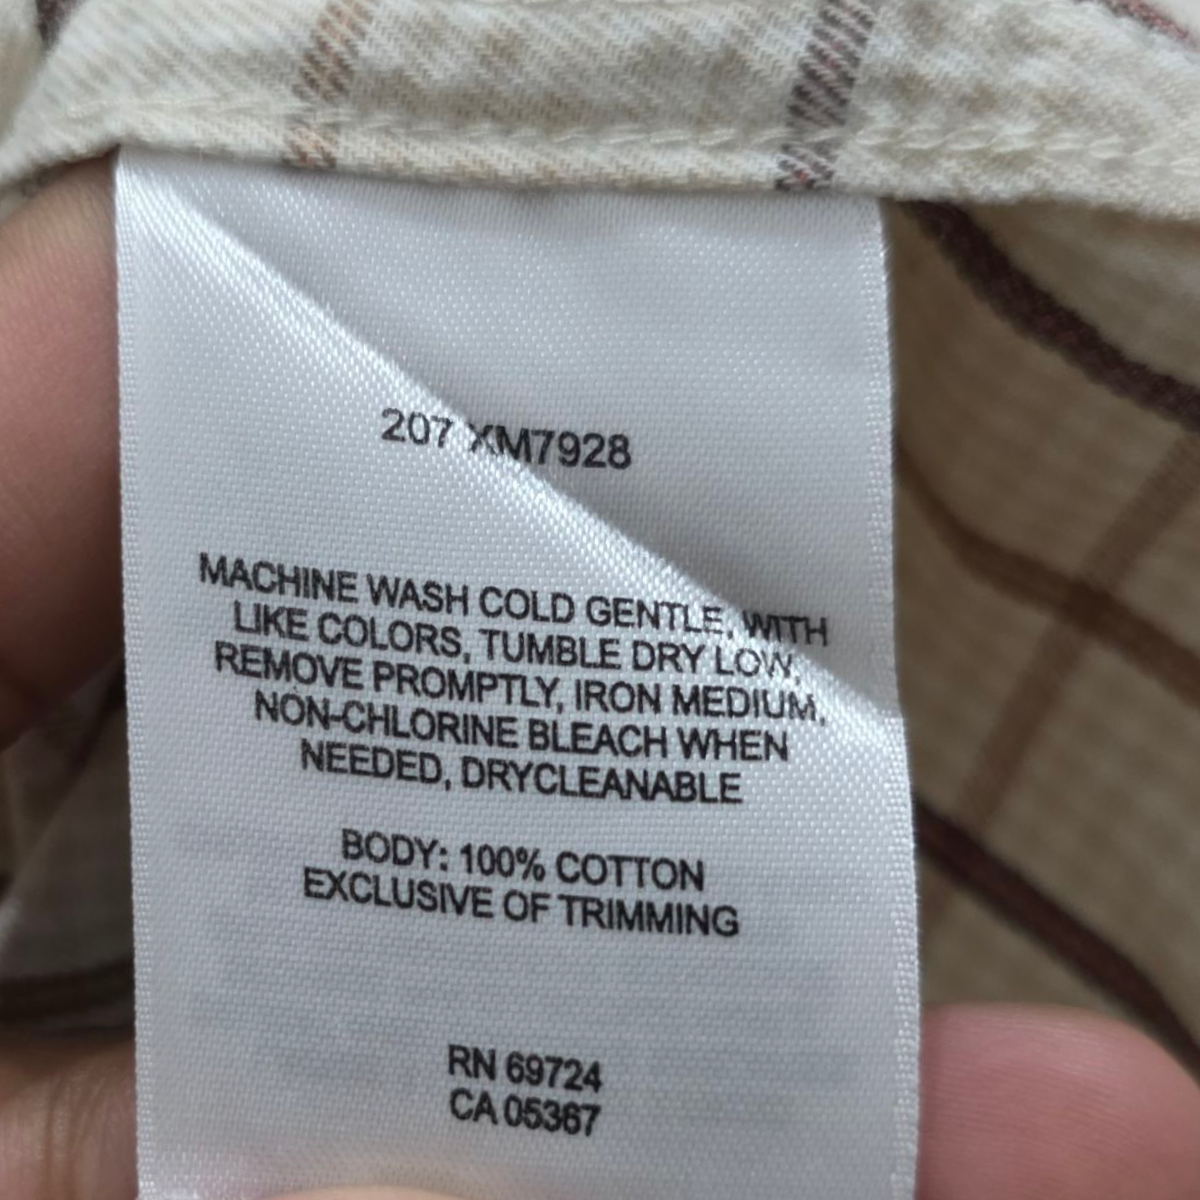 207 XM7928
MACHINE WASH COLD GENTLE, WITH
LIKE COLORS, TUMBLE DRY LOW,
REMOVE PROMPTLY, IRON MEDIUM,
NON-CHLORINE BLEACH WHEN
NEEDED, DRYCLEANABLE
BODY: 100% COTTON
EXCLUSIVE OF TRIMMING
RN 69724
CA 05367